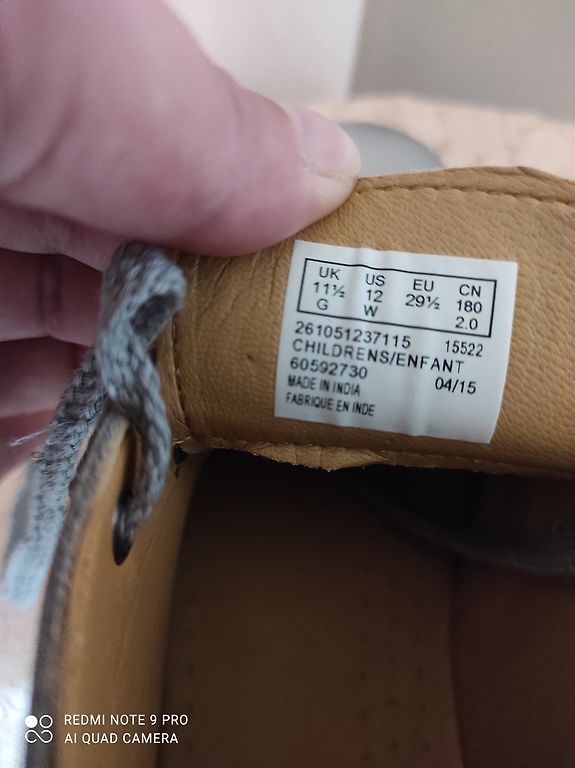 UK US EU CN
11½ 12 29½ 180
G W 2.0
261051237115 15522
CHILDRENS/ENFANT
60592730 04/15
MADE IN INDIA
FABRIQUE EN INDE
REDMI NOTE 9 PRO
AI QUAD CAMERA